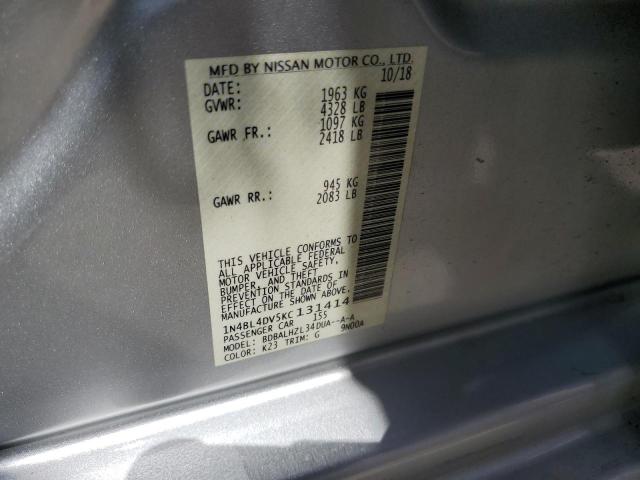 MFD BY NISSAN MOTOR CO., LTD.
DATE: 10/18
GVWR: 1963 KG
4328 LB
GAWR FR.: 1097 KG
2418 LB
GAWR RR.: 945 KG
2083 LB
THIS VEHICLE CONFORMS TO
ALL APPLICABLE FEDERAL
MOTOR VEHICLE SAFETY,
BUMPER, AND THEFT
PREVENTION STANDARDS IN
EFFECT ON THE DATE OF
MANUFACTURE SHOWN ABOVE.
1N4BL4DV5KC131414
PASSENGER CAR 155
MODEL: BDBALHZL34DUA--A-A
COLOR: K23 TRIM: G 9N00A